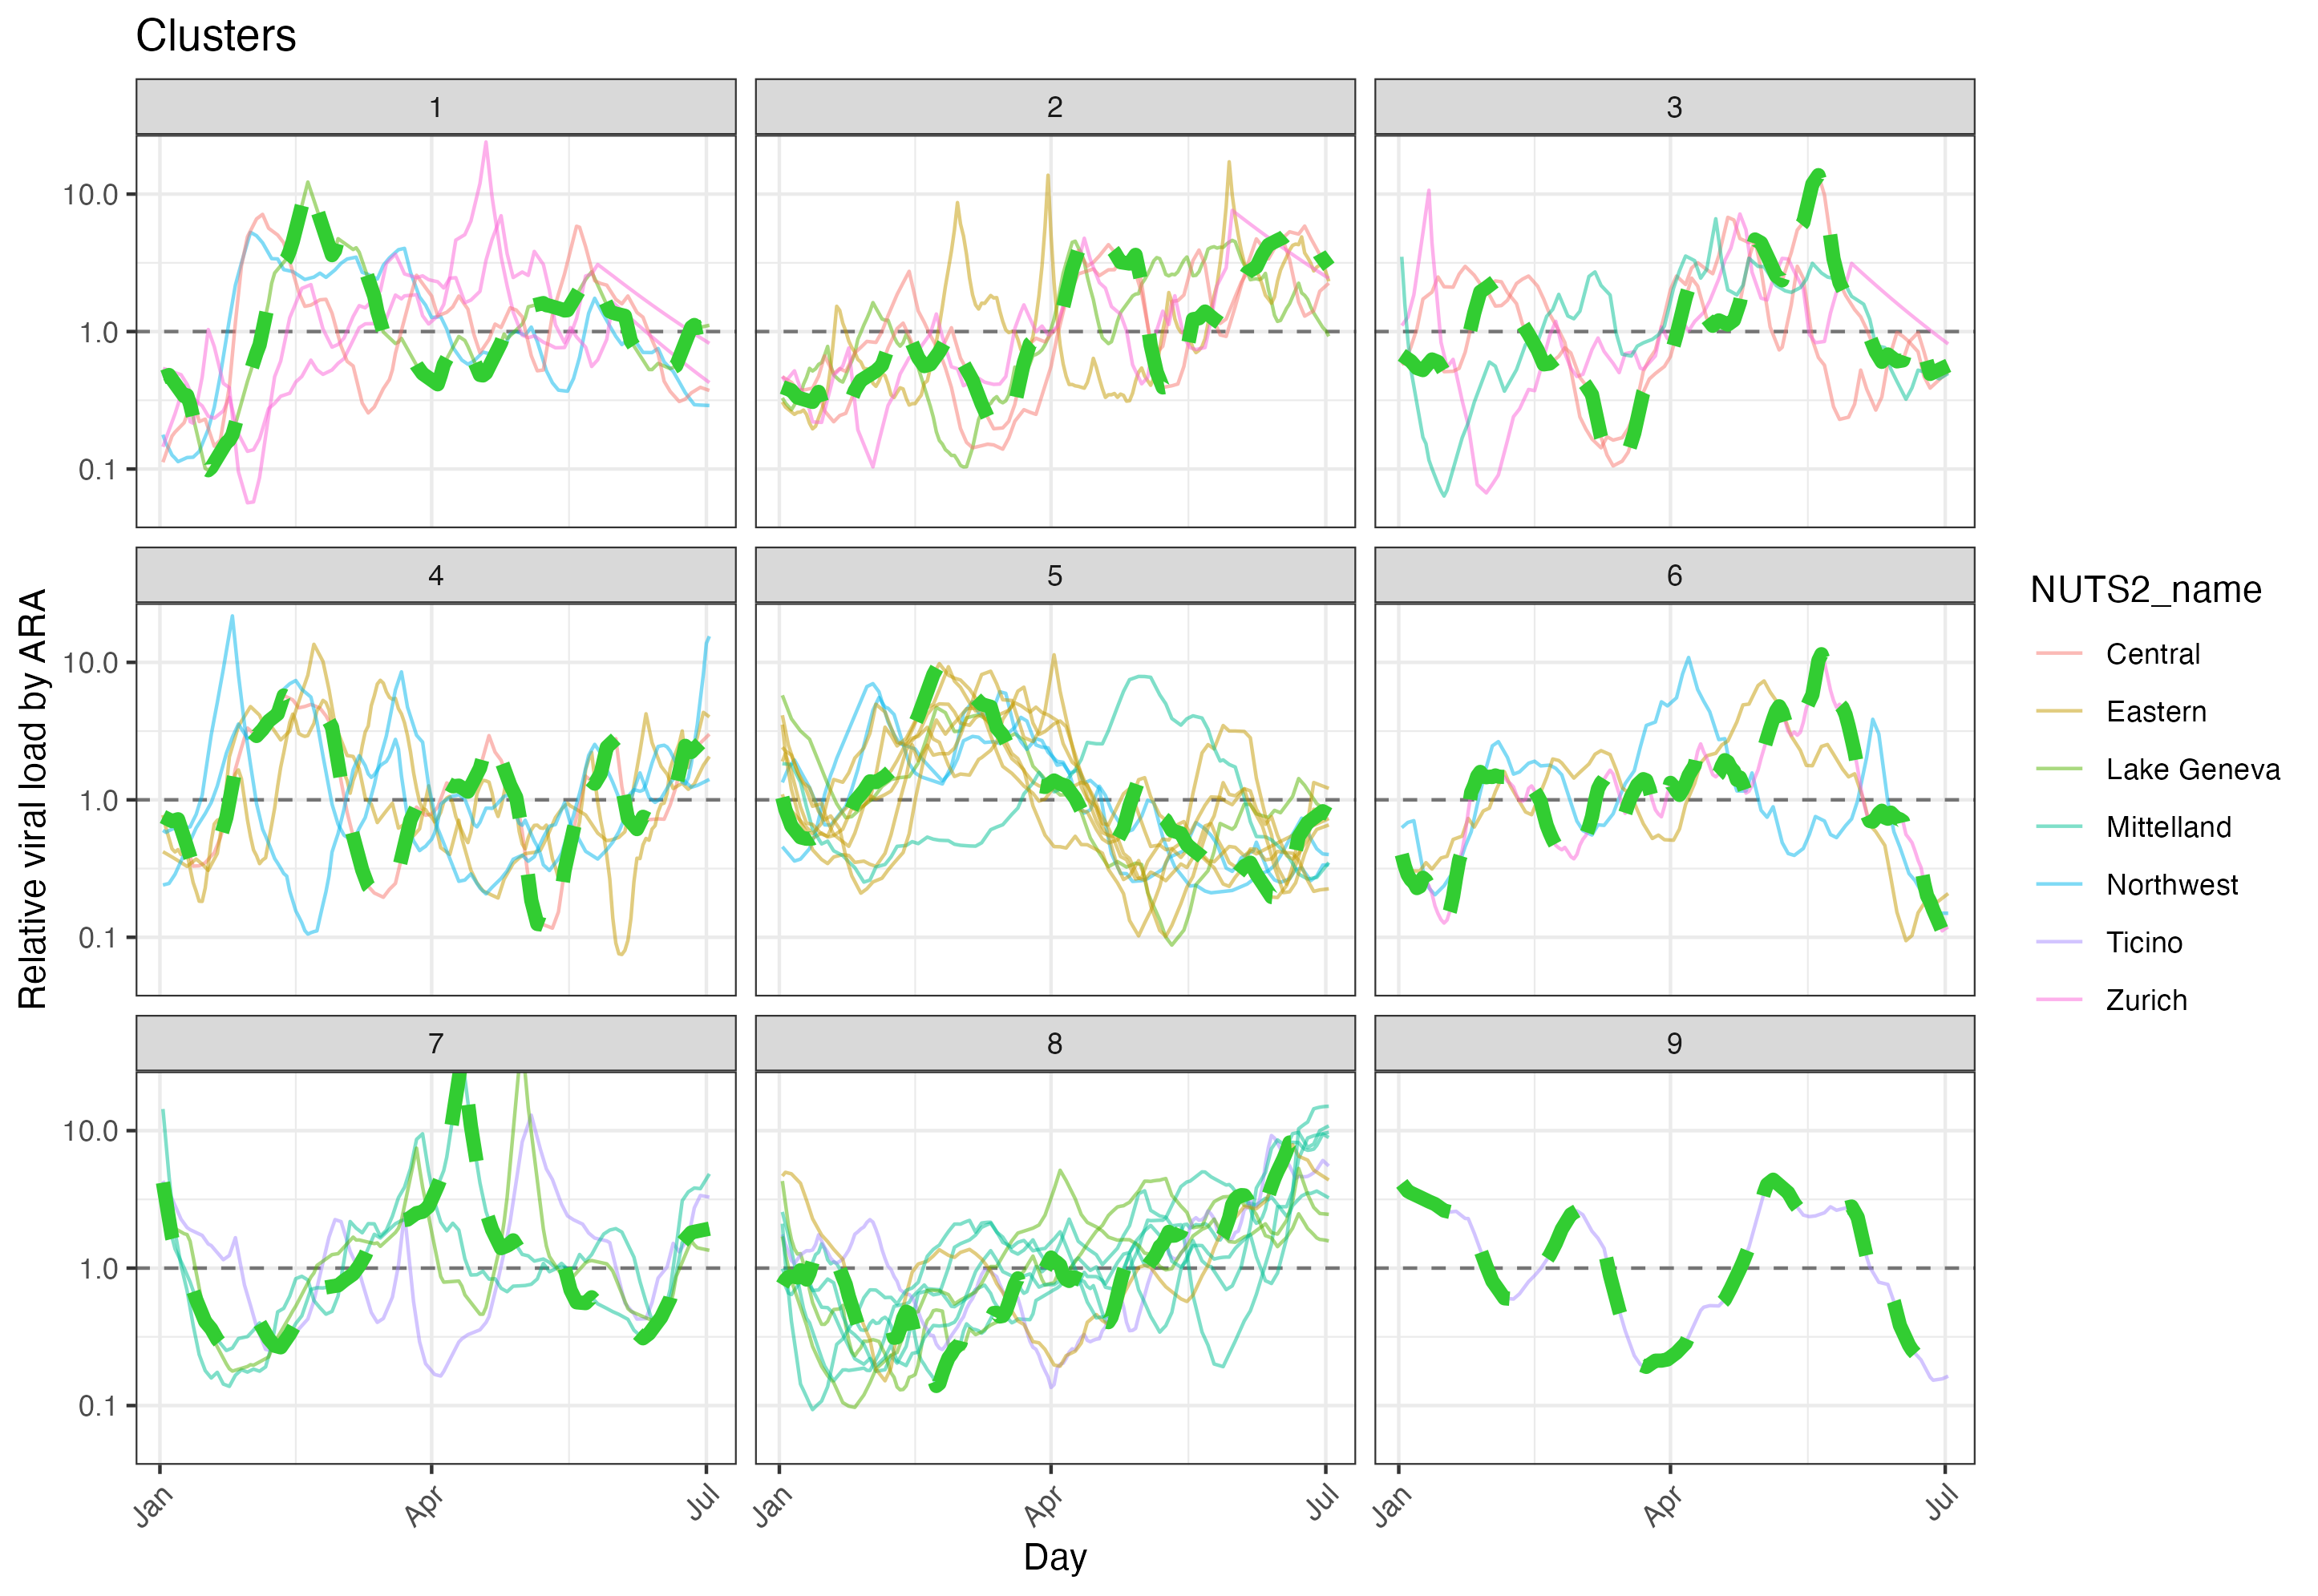 Clusters
1
2
3
10.0
1.0
0.1
4
5
6
10.0
1.0
0.1
7
8
9
10.0
1.0
0.1
Jan
Apr
Jul
Jan
Apr
Jul
Jan
Apr
Jul
Day
Relative viral load by ARA
NUTS2_name
Central
Eastern
Lake Geneva
Mittelland
Northwest
Ticino
Zurich